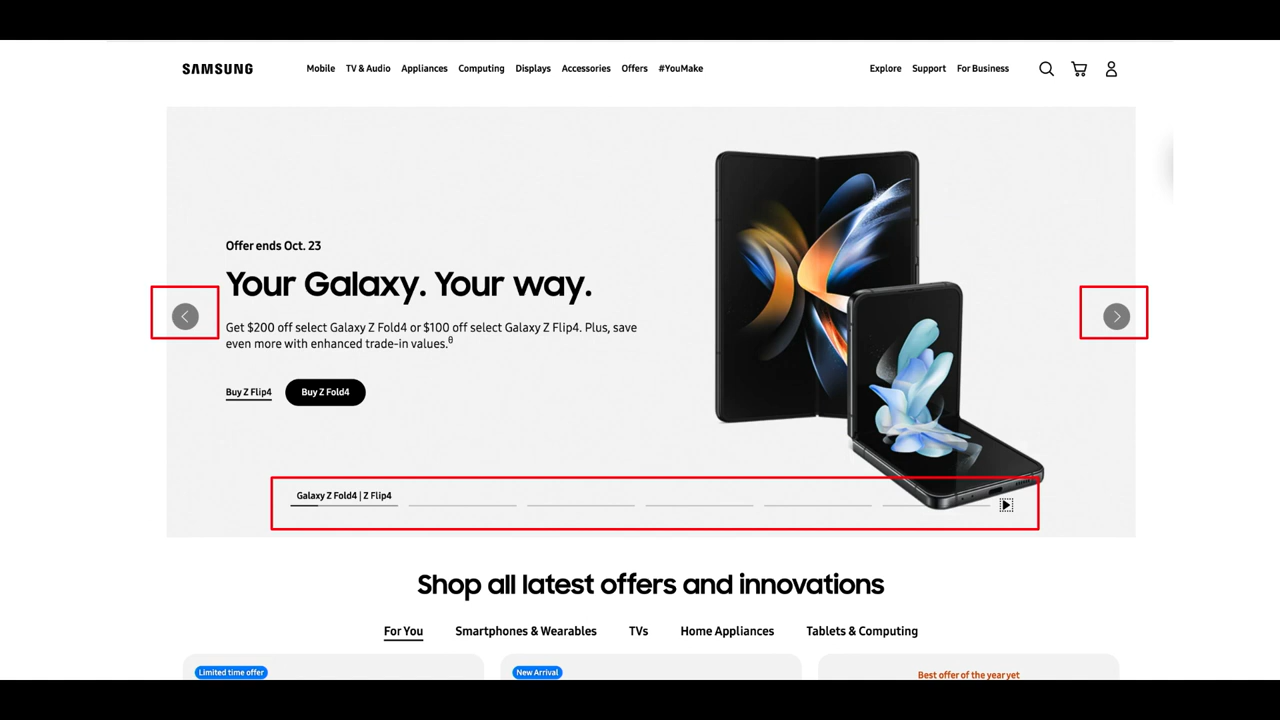 SAMSUNG
Mobile TV & Audio Appliances Computing Displays Accessories Offers #YouMake
Explore Support For Business
Offer ends Oct. 23
Your Galaxy. Your way.
Get $200 off select Galaxy Z Fold4 or $100 off select Galaxy Z Flip4. Plus, save
even more with enhanced trade-in values.θ
Buy Z Flip4 Buy Z Fold4
Galaxy Z Fold4 | Z Flip4
Shop all latest offers and innovations
For You Smartphones & Wearables TVs Home Appliances Tablets & Computing
Limited time offer New Arrival Best offer of the year yet